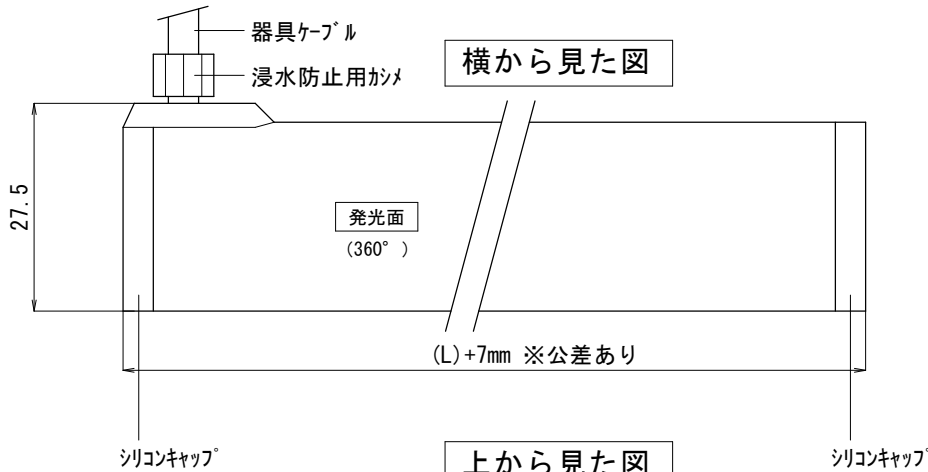 器具ｹｰﾌﾞﾙ
横から見た図
浸水防止用ｶｼﾒ
27.5
発光面
(360°)
(L)+7mm ※公差あり
ｼﾘｺﾝｷｬｯﾌﾟ
上から見た図
ｼﾘｺﾝｷｬｯﾌﾟ